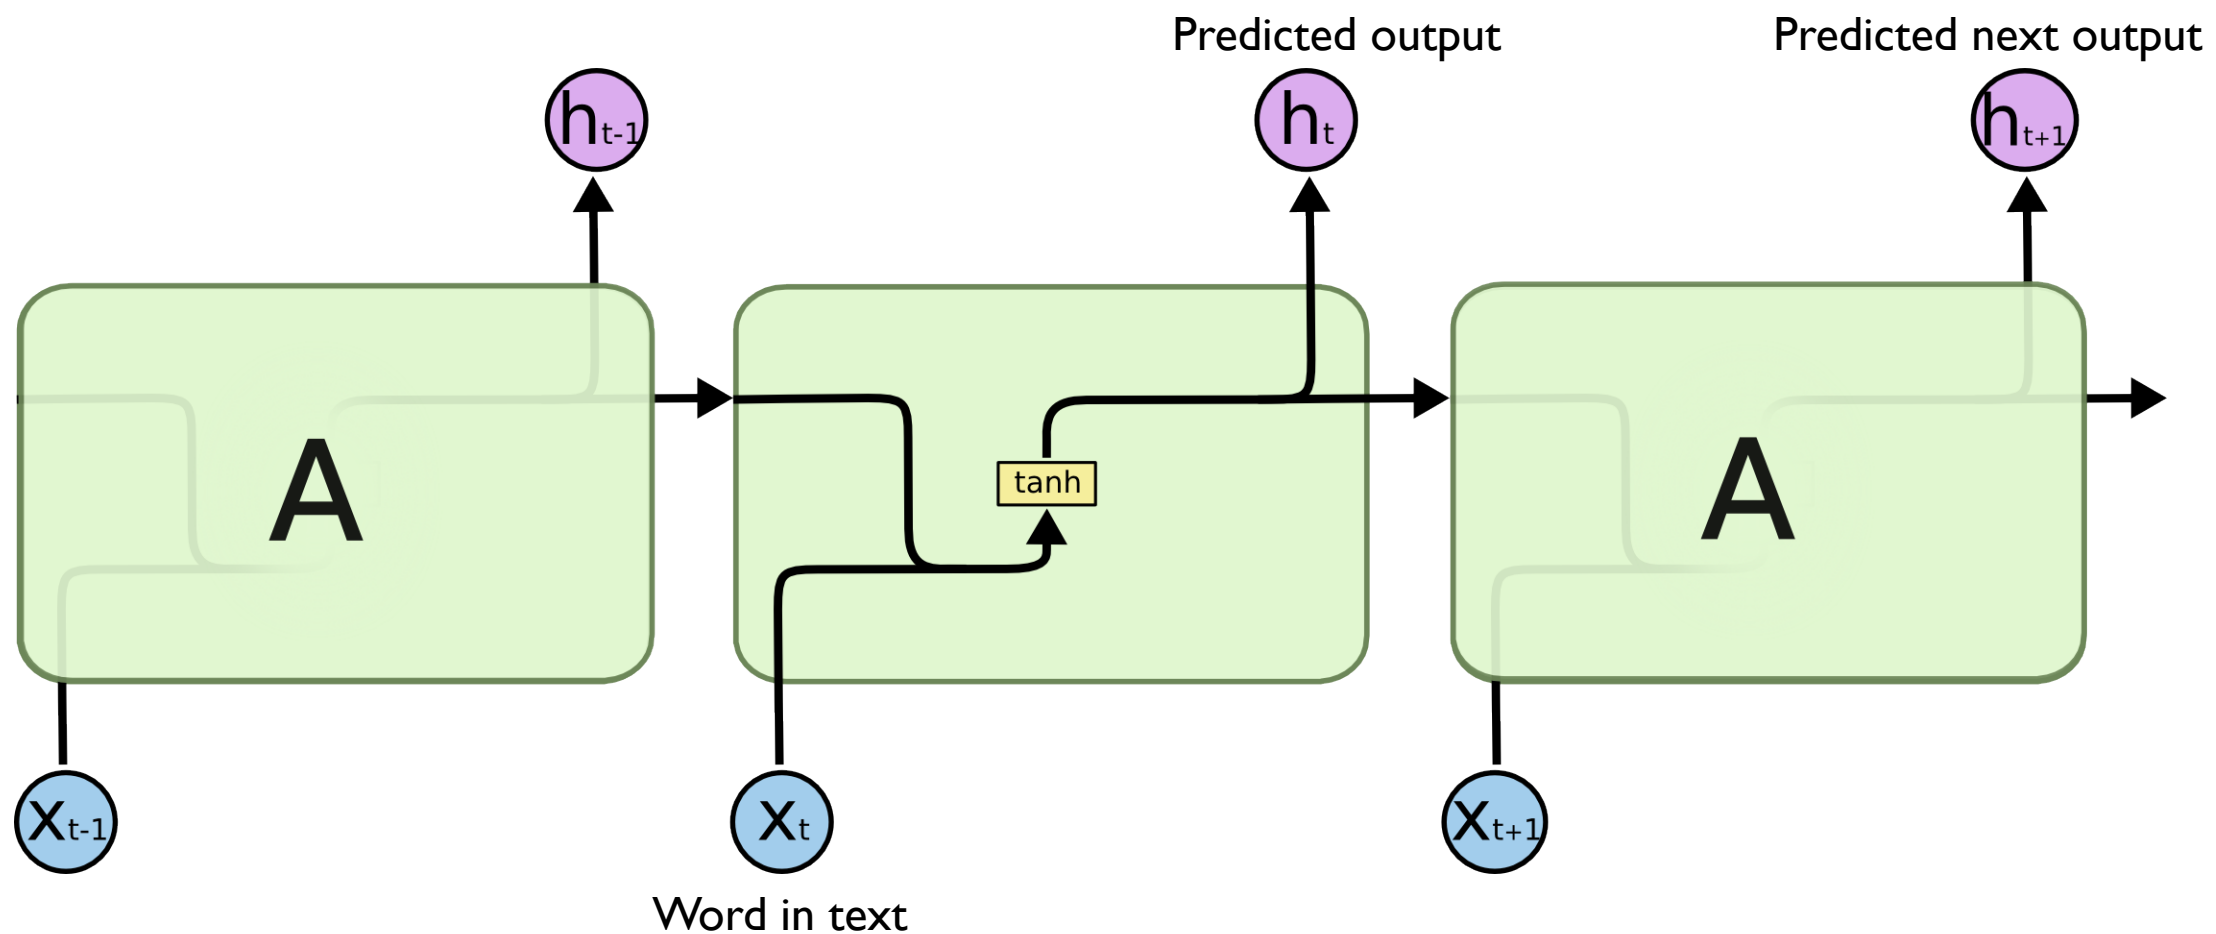 Predicted output
Predicted next output
ht-1
ht
ht+1
A
tanh
A
xt-1
xt
xt+1
Word in text